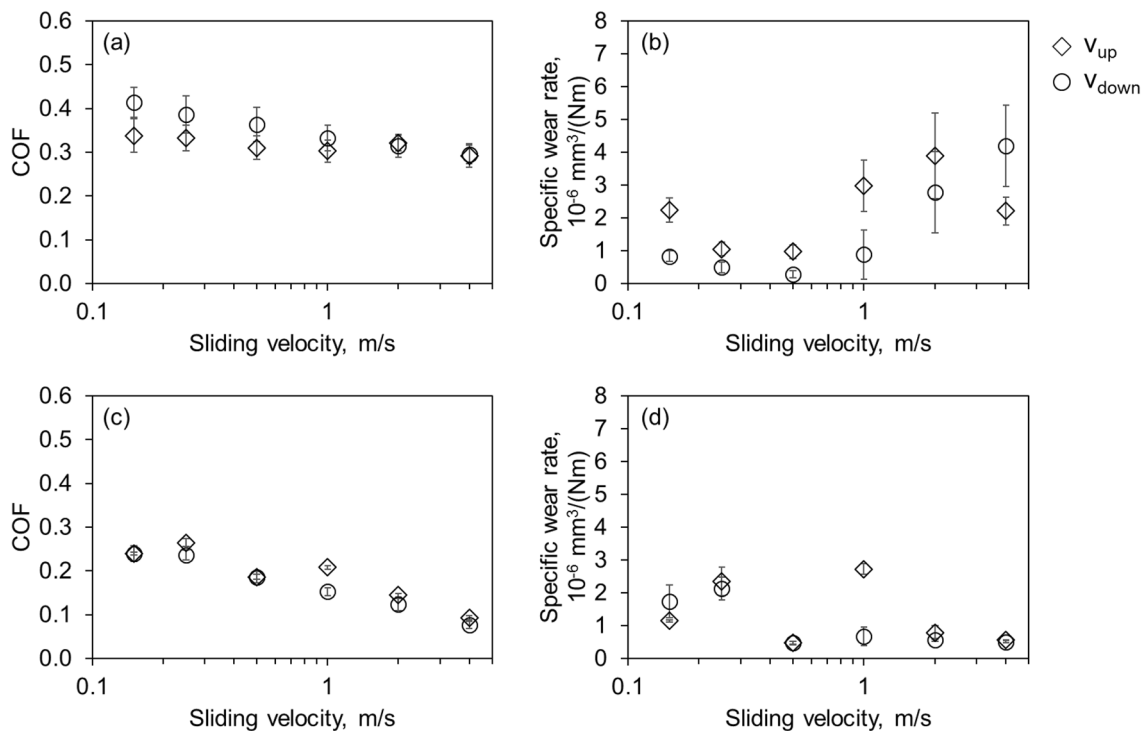 (a)
0.6
0.5
0.4
0.3
0.2
0.1
0.0
COF
0.1
1
Sliding velocity, m/s
(b)
8
7
6
5
4
3
2
1
0
Specific wear rate,
10⁻⁶ mm³/(Nm)
0.1
1
Sliding velocity, m/s
v_up
v_down
(c)
0.6
0.5
0.4
0.3
0.2
0.1
0.0
COF
0.1
1
Sliding velocity, m/s
(d)
8
7
6
5
4
3
2
1
0
Specific wear rate,
10⁻⁶ mm³/(Nm)
0.1
1
Sliding velocity, m/s